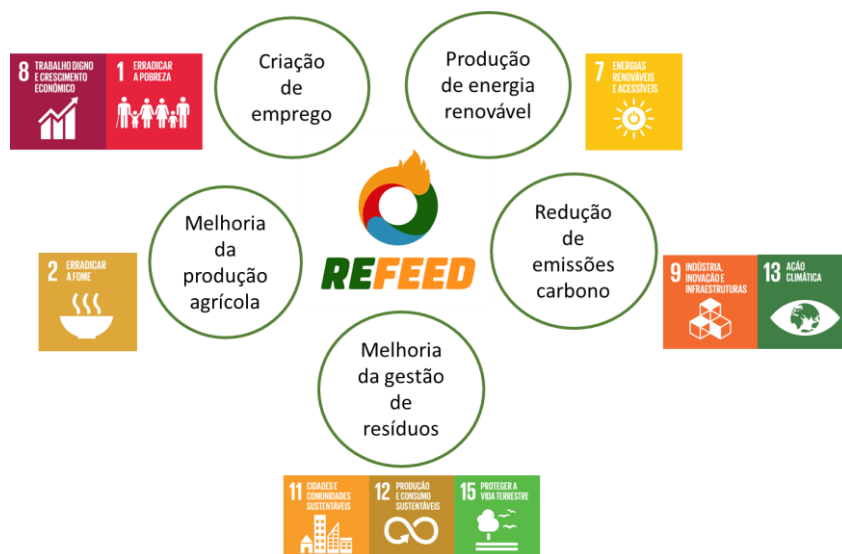 8 TRABALHO DIGNO
E CRESCIMENTO
ECONÓMICO
1 ERRADICAR
A POBREZA
Criação
de
emprego
Produção
de energia
renovável
7 ENERGIAS
RENOVÁVEIS
E ACESSÍVEIS
Melhoria
da
produção
agrícola
2 ERRADICAR
A FOME
REFEED
Redução
de
emissões
carbono
9 INDÚSTRIA,
INOVAÇÃO E
INFRAESTRUTURAS
13 AÇÃO
CLIMÁTICA
Melhoria
da gestão
de
resíduos
11 CIDADES E
COMUNIDADES
SUSTENTÁVEIS
12 PRODUÇÃO
E CONSUMO
SUSTENTÁVEIS
15 PROTEGER A
VIDA TERRESTRE